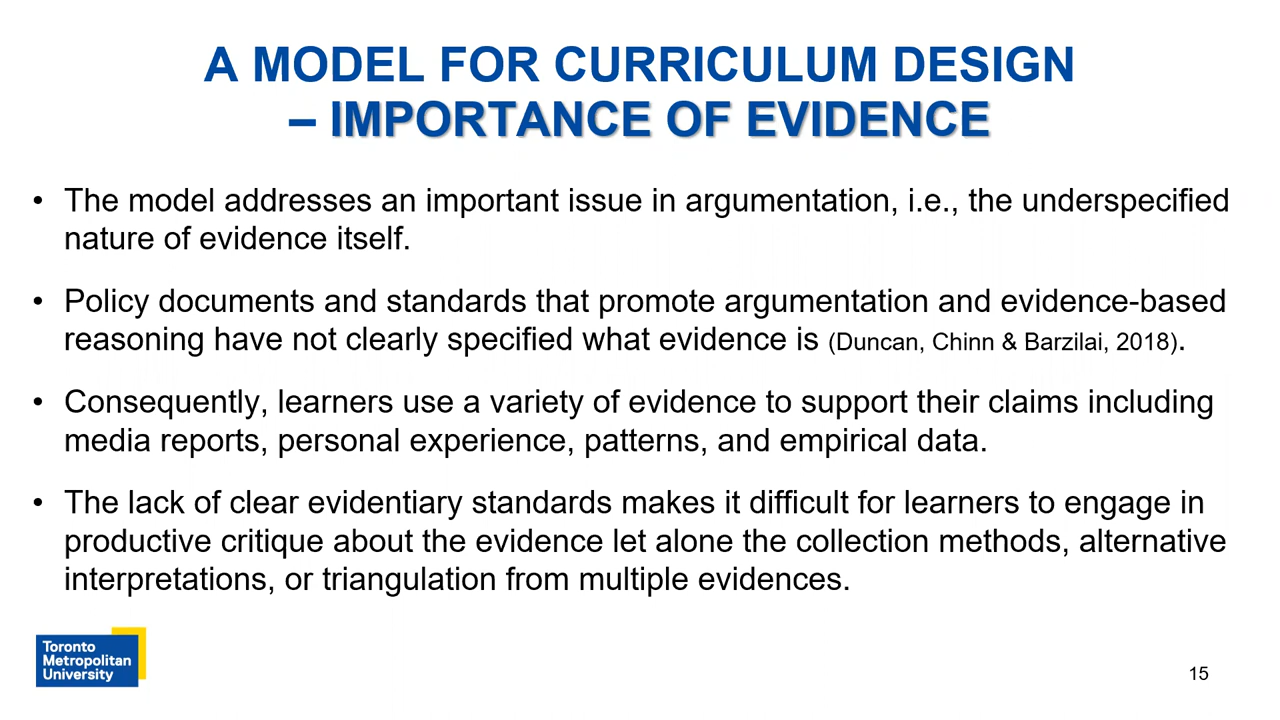 A MODEL FOR CURRICULUM DESIGN
– IMPORTANCE OF EVIDENCE
• The model addresses an important issue in argumentation, i.e., the underspecified
nature of evidence itself.
• Policy documents and standards that promote argumentation and evidence-based
reasoning have not clearly specified what evidence is (Duncan, Chinn & Barzilai, 2018).
• Consequently, learners use a variety of evidence to support their claims including
media reports, personal experience, patterns, and empirical data.
• The lack of clear evidentiary standards makes it difficult for learners to engage in
productive critique about the evidence let alone the collection methods, alternative
interpretations, or triangulation from multiple evidences.
Toronto
Metropolitan
University
15